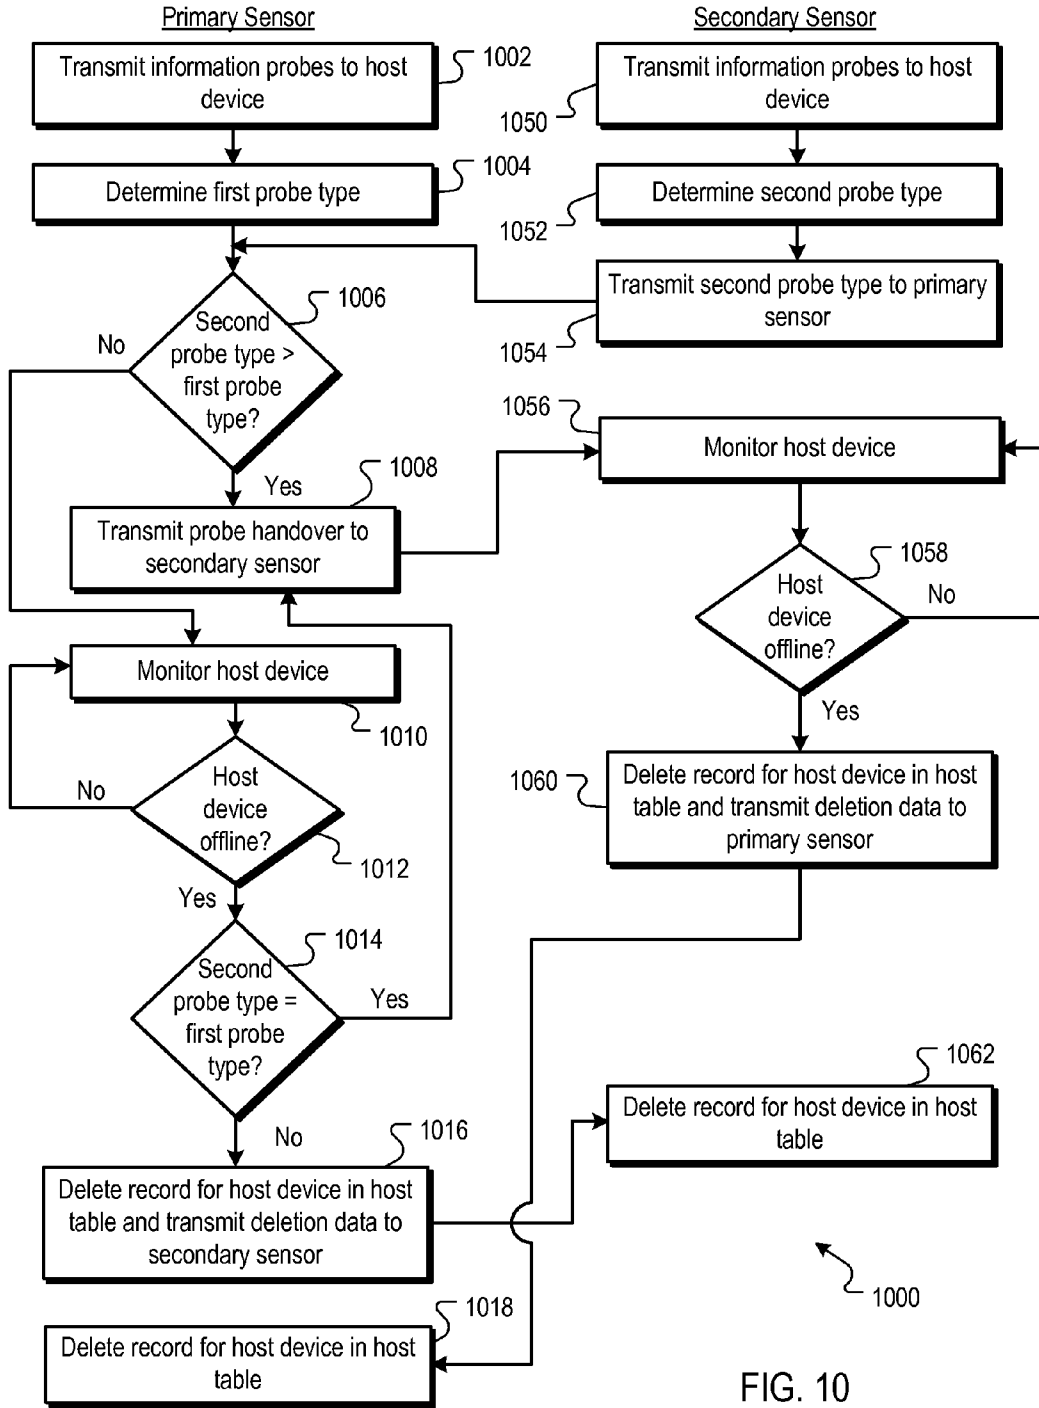 Primary Sensor
Transmit information probes to host
device
1002
Determine first probe type
1004
Second
probe type >
first probe
type?
1006
No
Yes
Transmit probe handover to
secondary sensor
1008
Monitor host device
1010
Host
device
offline?
1012
No
Yes
Second
probe type =
first probe
type?
1014
Yes
No
Delete record for host device in host
table and transmit deletion data to
secondary sensor
1016
Delete record for host device in host
table
1018
Secondary Sensor
Transmit information probes to host
device
1050
Determine second probe type
1052
Transmit second probe type to primary
sensor
1054
Monitor host device
1056
Host
device
offline?
1058
No
Yes
Delete record for host device in host
table and transmit deletion data to
primary sensor
1060
Delete record for host device in host
table
1062
1000
FIG. 10